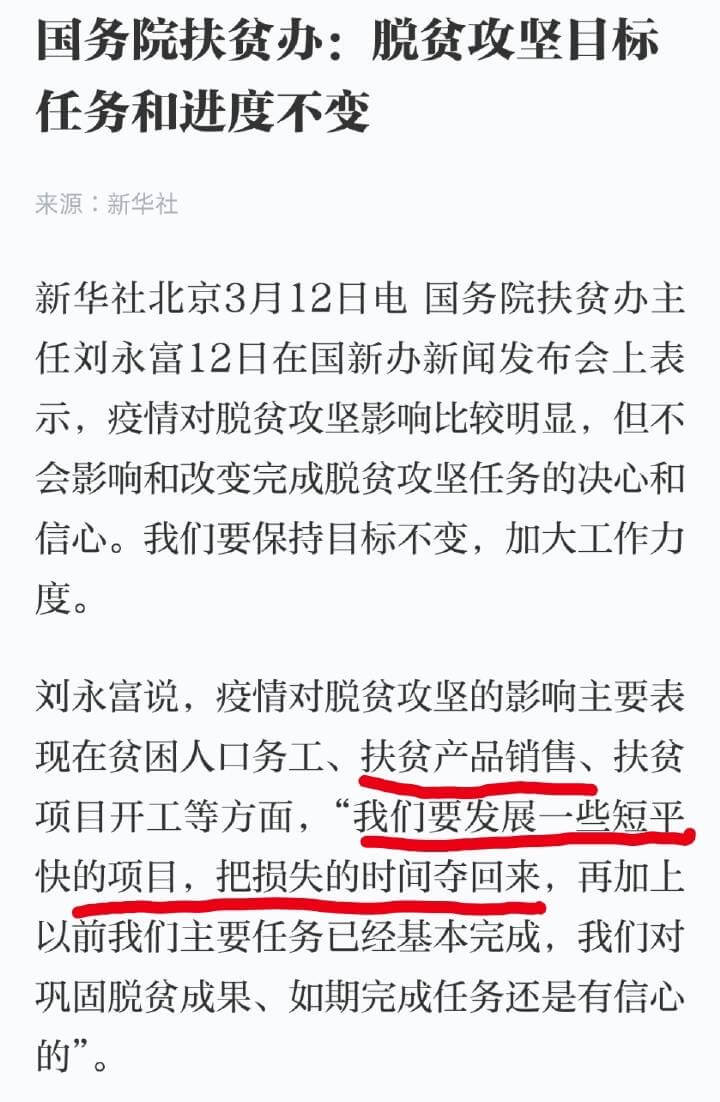 国务院扶贫办：脱贫攻坚目标
任务和进度不变
来源：新华社
新华社北京3月12日电 国务院扶贫办主
任刘永富12日在国新办新闻发布会上表
示，疫情对脱贫攻坚影响比较明显，但不
会影响和改变完成脱贫攻坚任务的决心和
信心。我们要保持目标不变，加大工作力
度。
刘永富说，疫情对脱贫攻坚的影响主要表
现在贫困人口务工、扶贫产品销售、扶贫
项目开工等方面，“我们要发展一些短平
快的项目，把损失的时间夺回来，再加上
以前我们主要任务已经基本完成，我们对
巩固脱贫成果、如期完成任务还是有信心
的”。